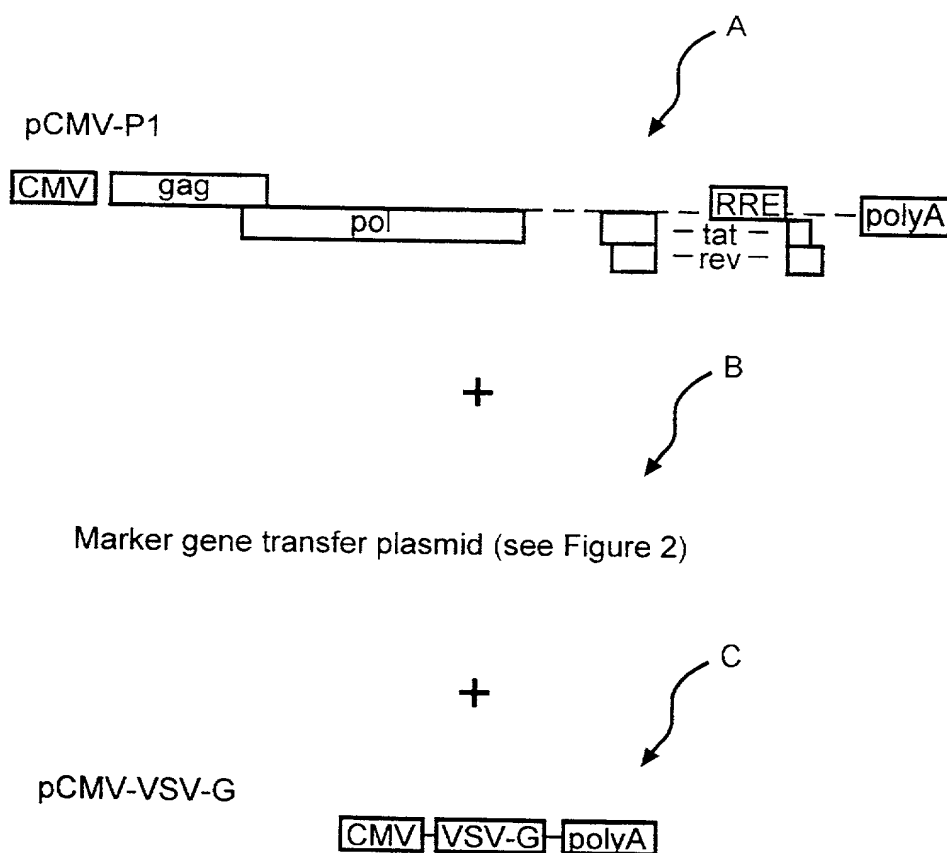 A
pCMV-P1
CMV gag
pol
RRE
polyA
tat
rev
+
B
Marker gene transfer plasmid (see Figure 2)
+
C
pCMV-VSV-G
CMV VSV-G polyA